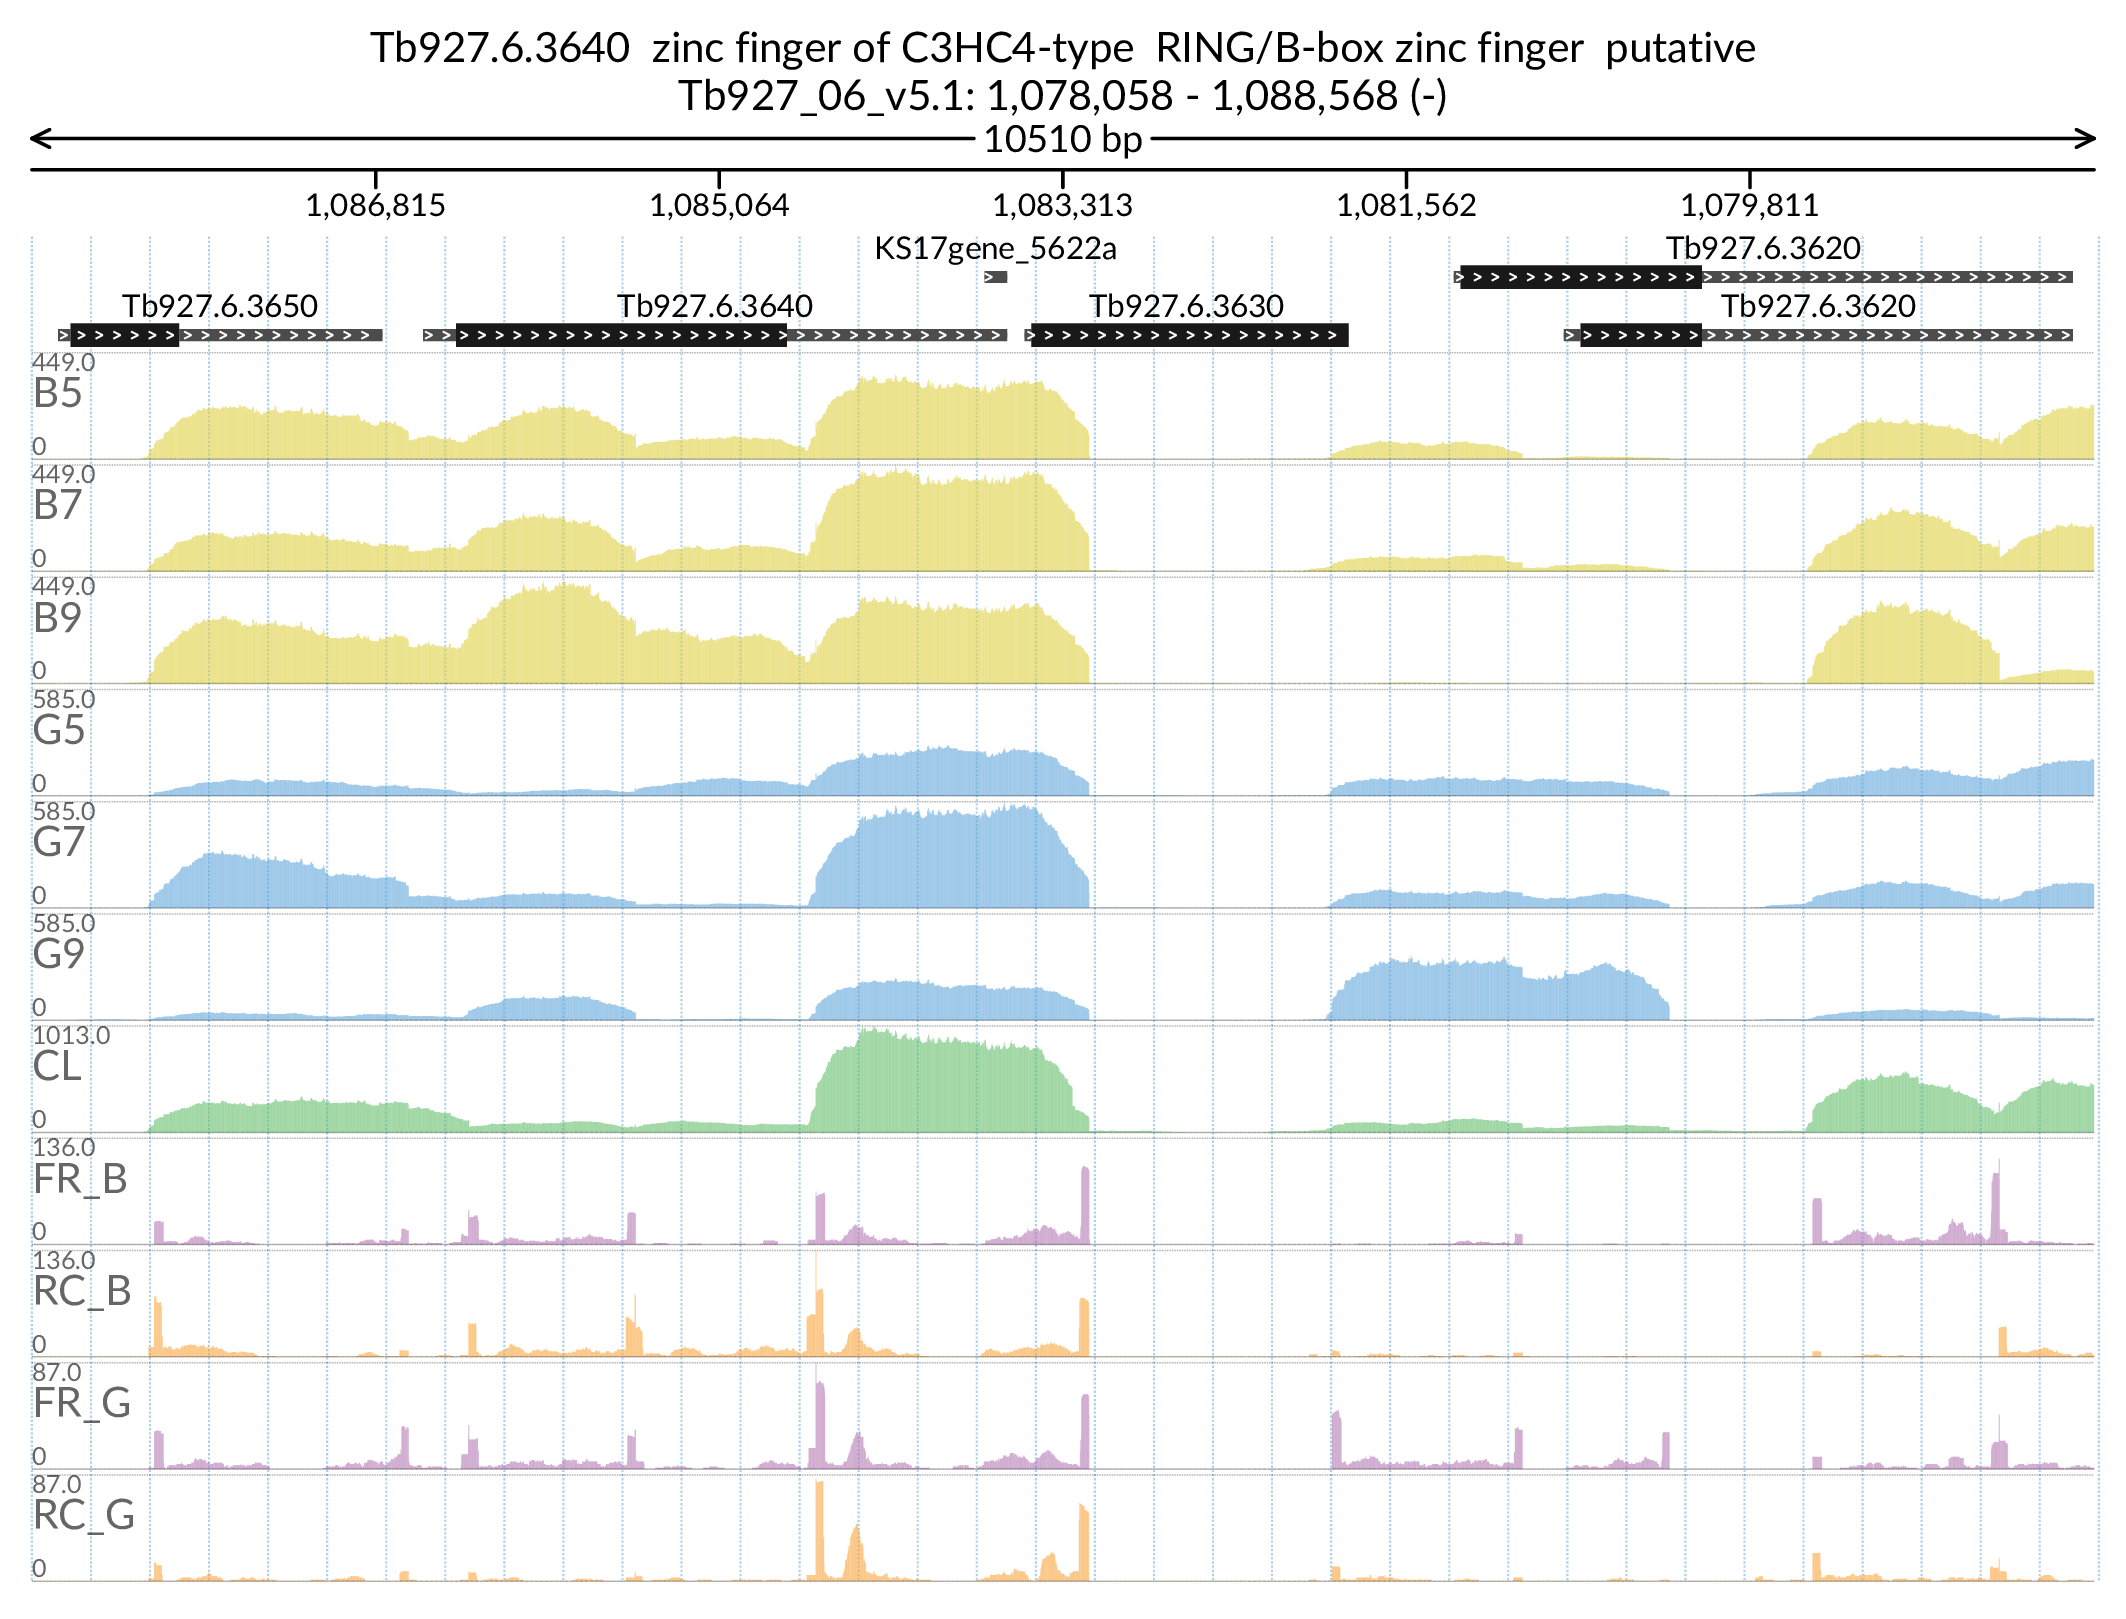 Tb927.6.3640  zinc finger of C3HC4-type  RING/B-box zinc finger  putative
Tb927_06_v5.1: 1,078,058 - 1,088,568 (-)
10510 bp
1,086,815 1,085,064 1,083,313 1,081,562 1,079,811
KS17gene_5622a Tb927.6.3620
Tb927.6.3650 Tb927.6.3640 Tb927.6.3630 Tb927.6.3620
449.0
B5
0
449.0
B7
0
449.0
B9
0
585.0
G5
0
585.0
G7
0
585.0
G9
0
1013.0
CL
0
136.0
FR_B
0
136.0
RC_B
0
87.0
FR_G
0
87.0
RC_G
0